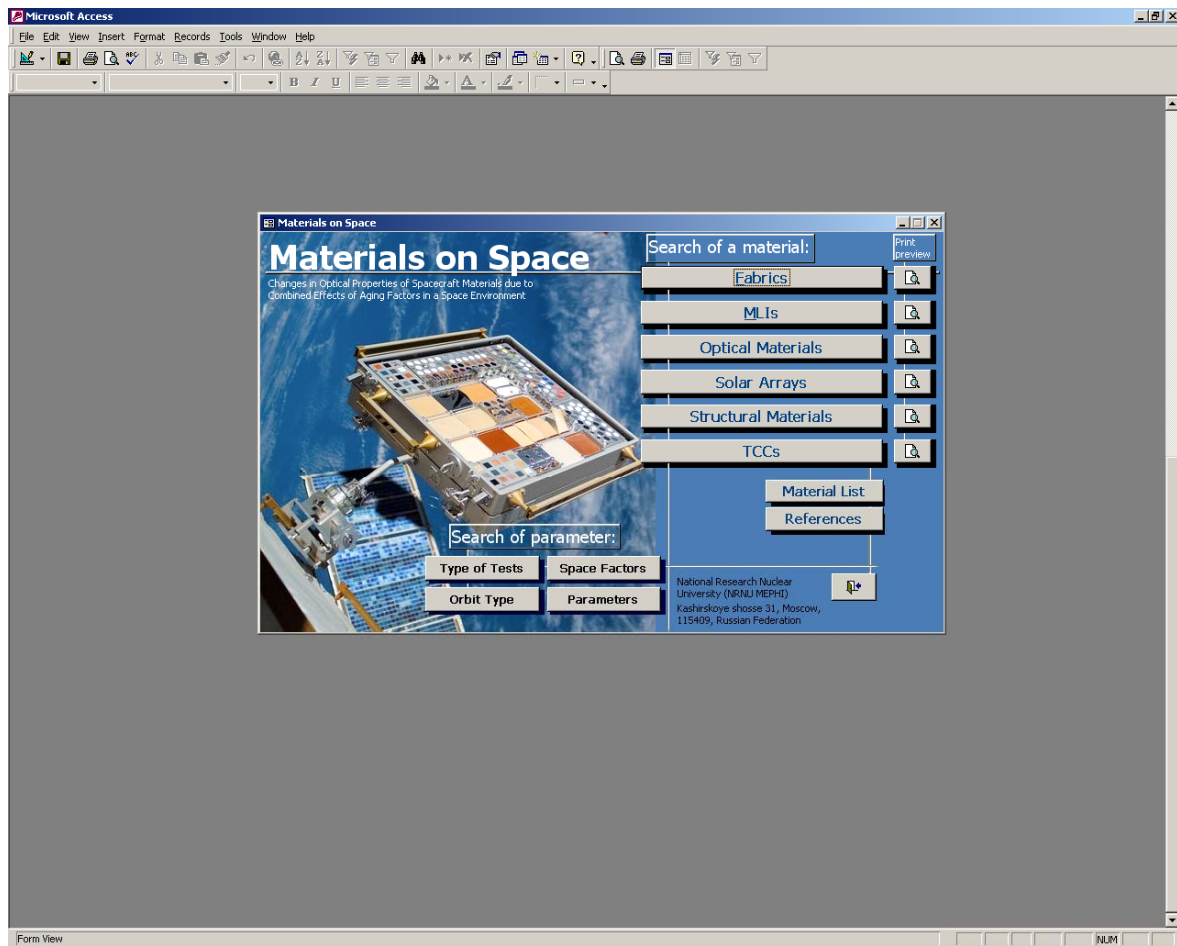 Microsoft Access
File Edit View Insert Format Records Tools Window Help
B I U
Materials on Space
Materials on Space
Changes in Optical Properties of Spacecraft Materials due to
Combined Effects of Aging Factors in a Space Environment
Search of a material:
Print
preview
Fabrics
MLIs
Optical Materials
Solar Arrays
Structural Materials
TCCs
Material List
References
Search of parameter:
Type of Tests
Space Factors
Orbit Type
Parameters
National Research Nuclear
University (NRNU MEPHI)
Kashirskoye shosse 31, Moscow,
115409, Russian Federation
Form View
NUM